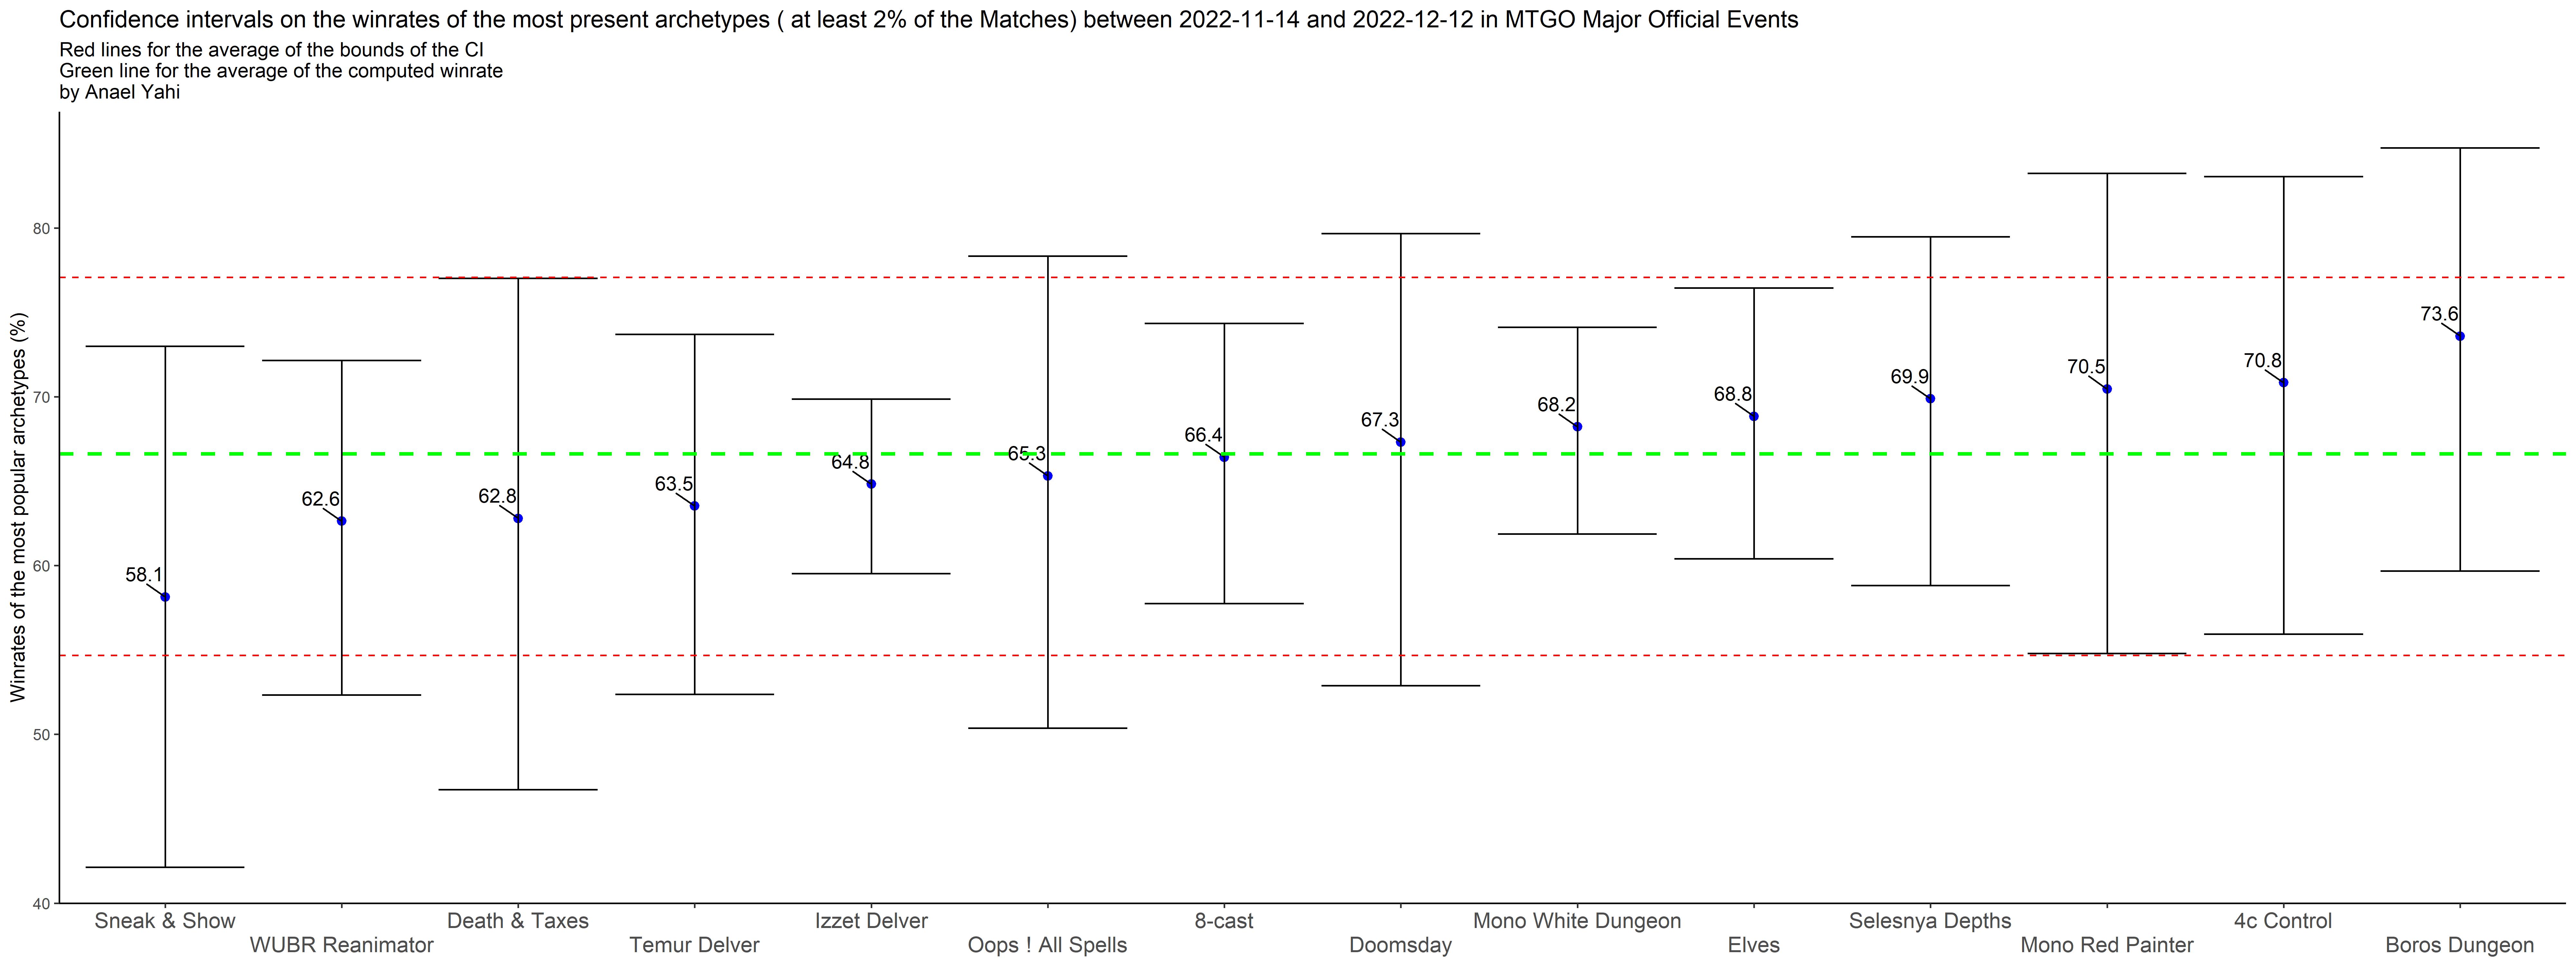 Confidence intervals on the winrates of the most present archetypes ( at least 2% of the Matches) between 2022-11-14 and 2022-12-12 in MTGO Major Official Events
Red lines for the average of the bounds of the CI
Green line for the average of the computed winrate
by Anael Yahi
Winrates of the most popular archetypes (%)
80
70
60
50
40
58.1
62.6
62.8
63.5
64.8
65.3
66.4
67.3
68.2
68.8
69.9
70.5
70.8
73.6
Sneak & Show
WUBR Reanimator
Death & Taxes
Temur Delver
Izzet Delver
Oops ! All Spells
8-cast
Doomsday
Mono White Dungeon
Elves
Selesnya Depths
Mono Red Painter
4c Control
Boros Dungeon